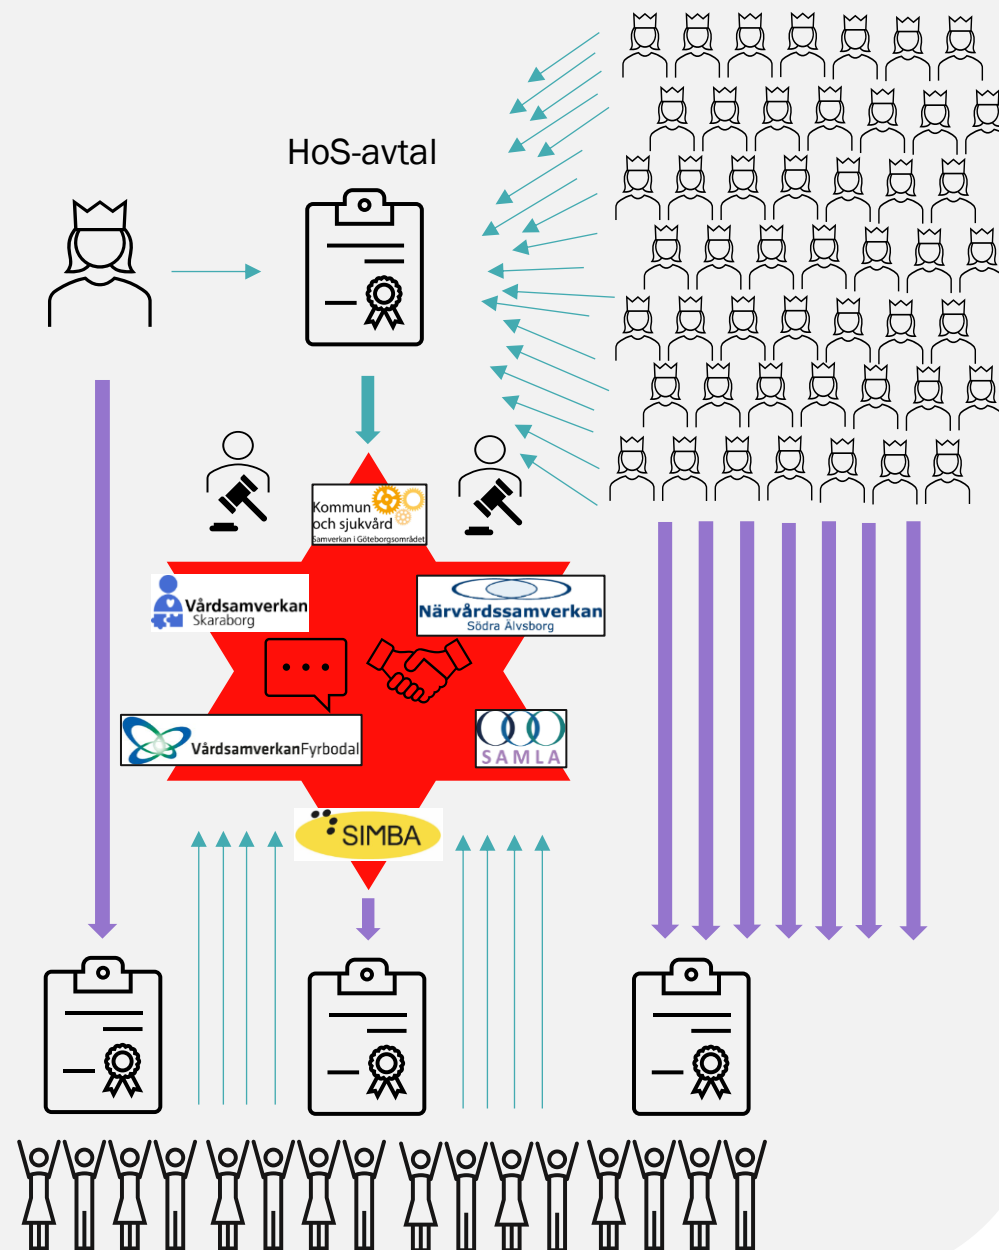 HoS-avtal
Kommun
och sjukvård
Samverkan i Göteborgsområdet
Vårdsamverkan
Skaraborg
Närvårdssamverkan
Södra Älvsborg
VårdsamverkanFyrbodal
SAMLA
SIMBA